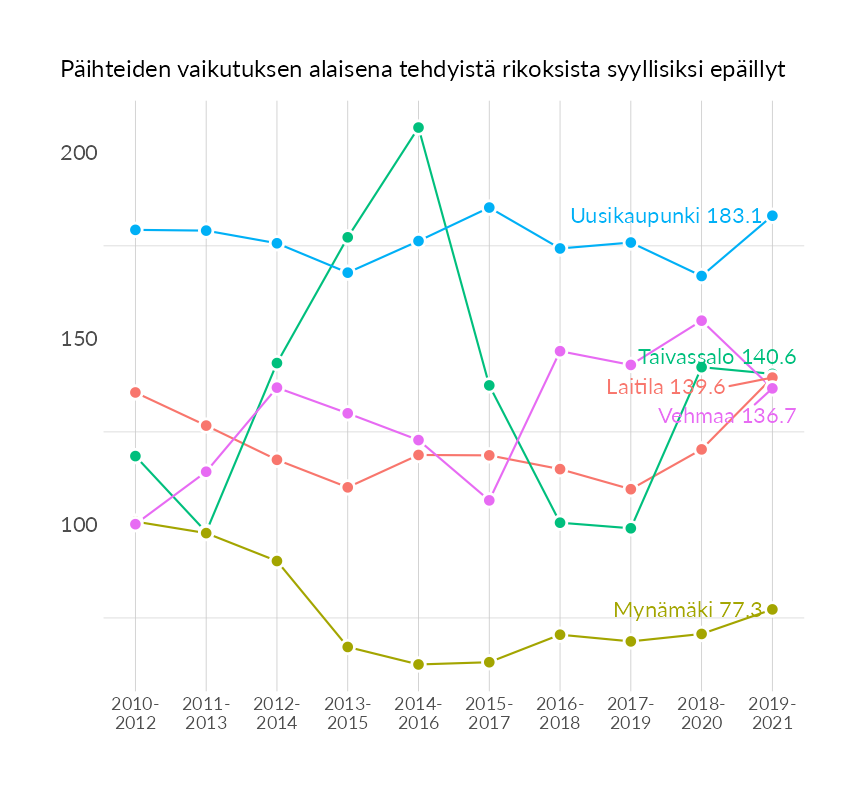 Päihteiden vaikutuksen alaisena tehdyistä rikoksista syyllisiksi epäillyt
200
Uusikaupunki 183.1
150
Taivassalo 140.6
Laitila 139.6
Vehmaa 136.7
100
Mynämäki 77.3
2010- 2011- 2012- 2013- 2014- 2015- 2016- 2017- 2018- 2019-
2012 2013 2014 2015 2016 2017 2018 2019 2020 2021